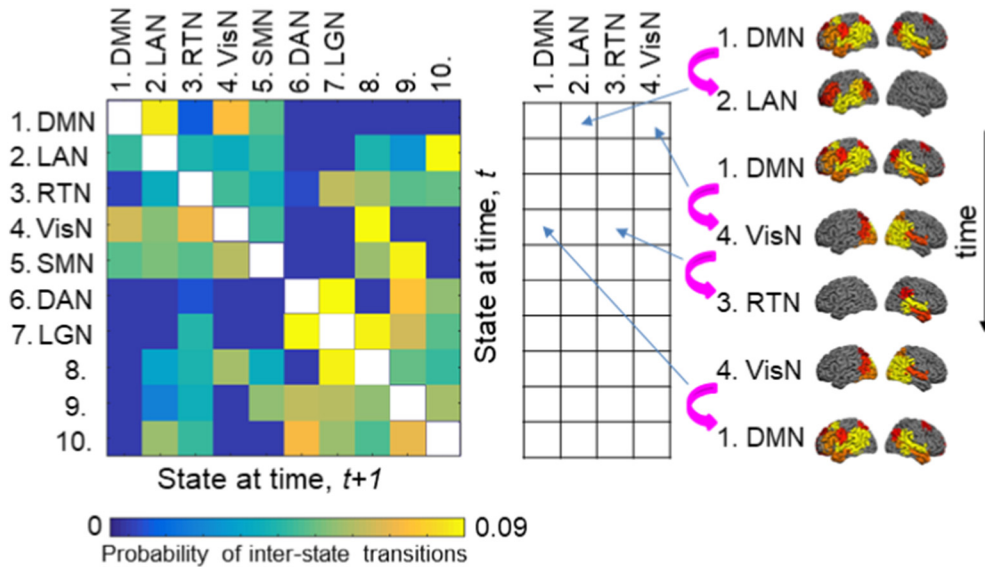 1. DMN
2. LAN
3. RTN
4. VisN
5. SMN
6. DAN
7. LGN
8.
9.
10.
1. DMN
2. LAN
3. RTN
4. VisN
5. SMN
6. DAN
7. LGN
8.
9.
10.
State at time, t+1
0
0.09
Probability of inter-state transitions
State at time, t
1. DMN
2. LAN
3. RTN
4. VisN
1. DMN
2. LAN
1. DMN
4. VisN
3. RTN
4. VisN
1. DMN
time